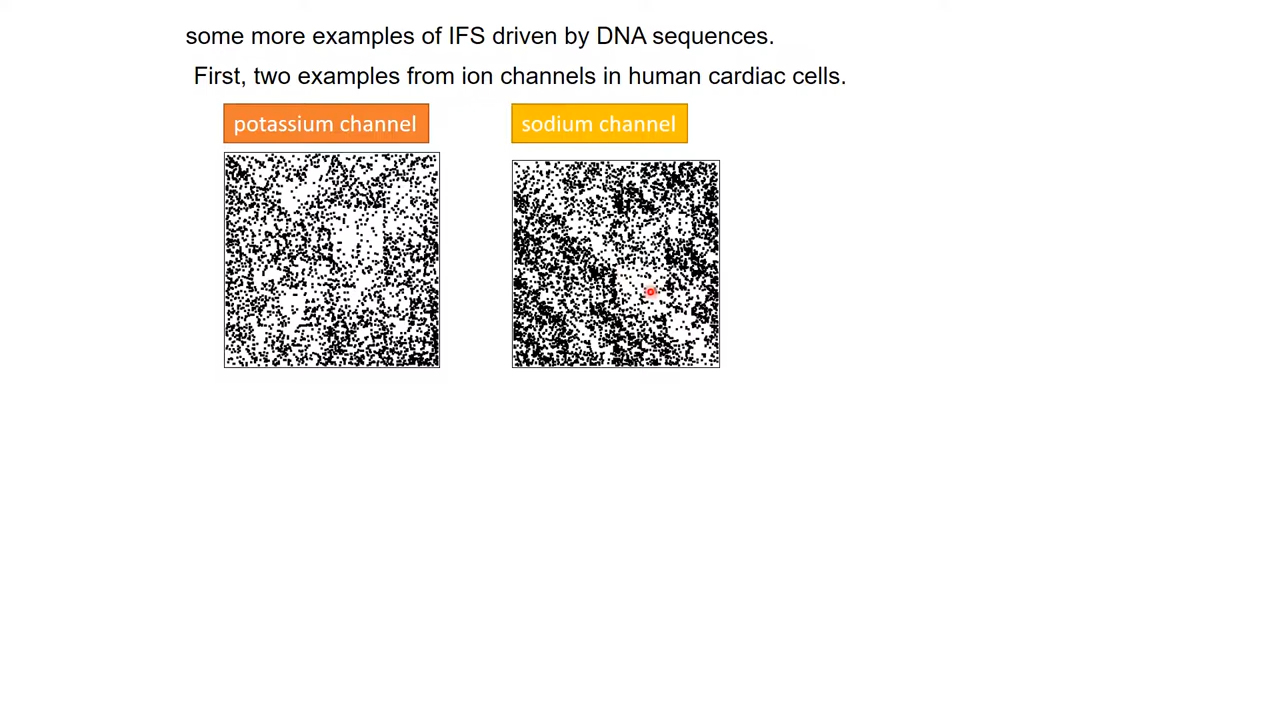 some more examples of IFS driven by DNA sequences.
First, two examples from ion channels in human cardiac cells.
potassium channel
sodium channel